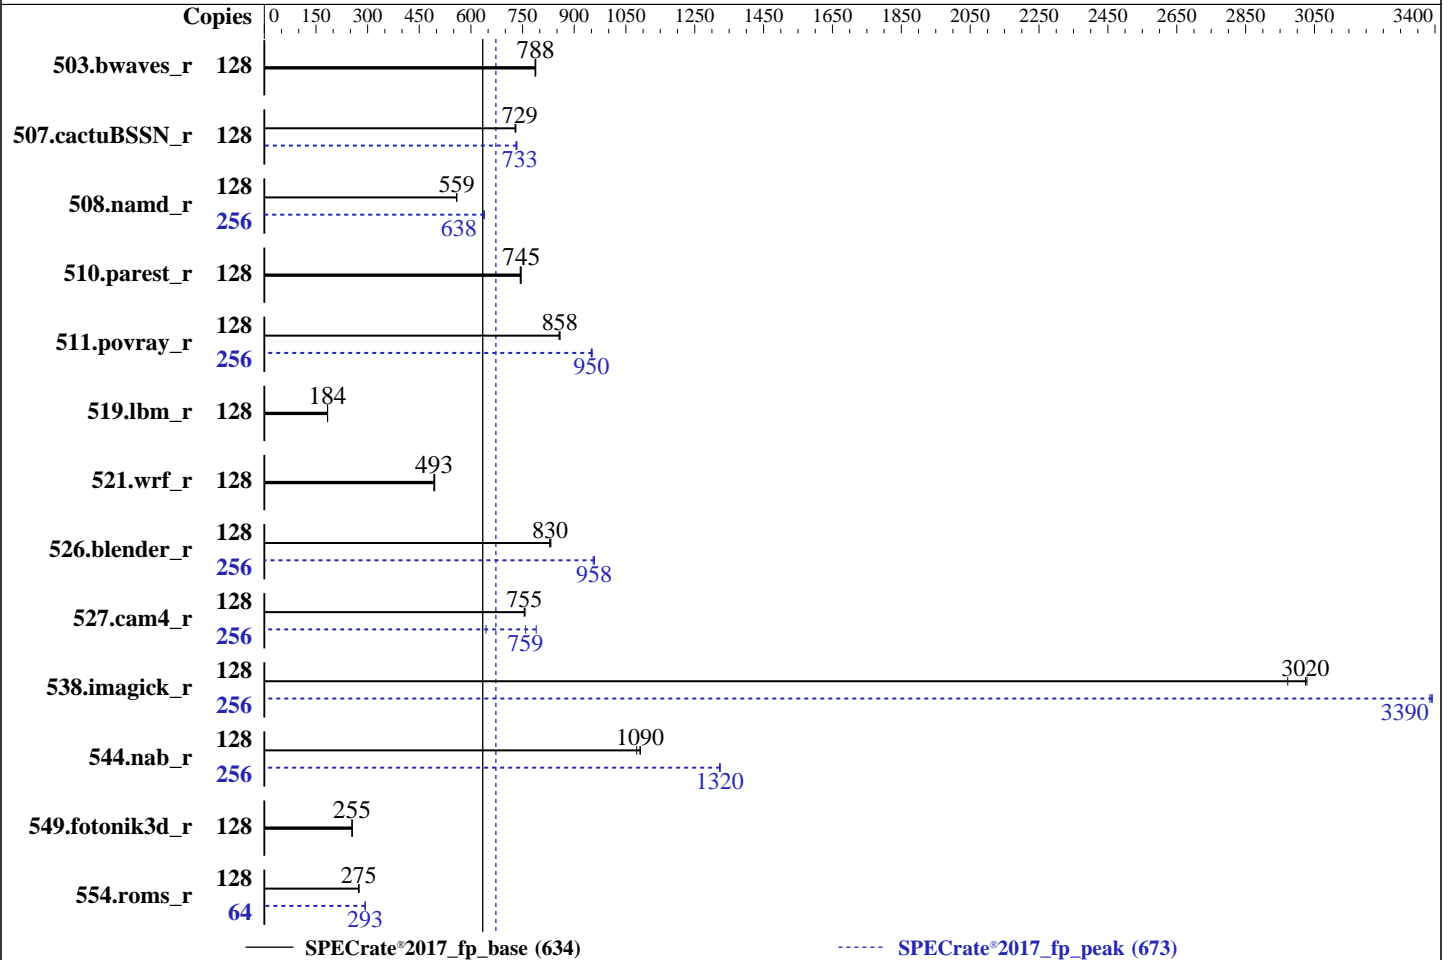 Copies 0 150 300 450 600 750 900 1050 1250 1450 1650 1850 2050 2250 2450 2650 2850 3050 3400
503.bwaves_r 128 788
507.cactuBSSN_r 128 729
733
508.namd_r 128 559
256 638
510.parest_r 128 745
511.povray_r 128 858
256 950
519.lbm_r 128 184
521.wrf_r 128 493
526.blender_r 128 830
256 958
527.cam4_r 128 755
256 759
538.imagick_r 128 3020
256 3390
544.nab_r 128 1090
256 1320
549.fotonik3d_r 128 255
554.roms_r 128 275
64 293
SPECrate®2017_fp_base (634) SPECrate®2017_fp_peak (673)